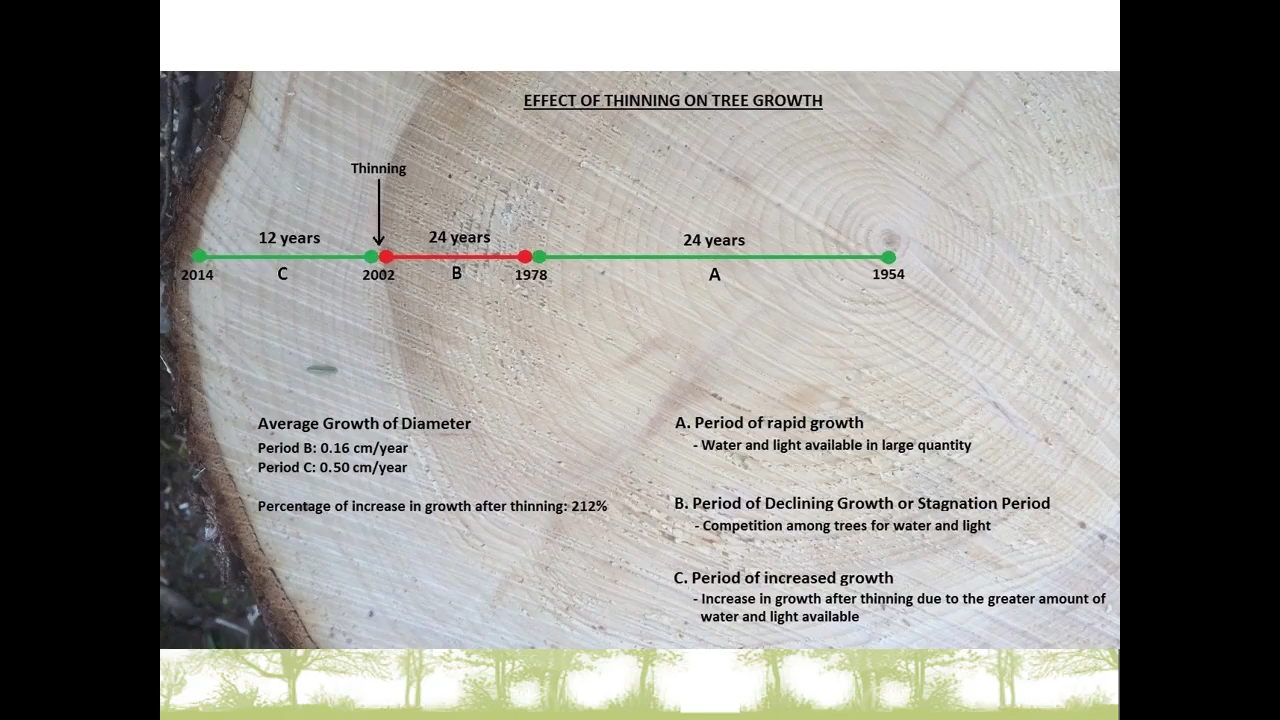 EFFECT OF THINNING ON TREE GROWTH
Thinning
12 years
24 years
24 years
2014
C
2002
B
1978
A
1954
Average Growth of Diameter
Period B: 0.16 cm/year
Period C: 0.50 cm/year
Percentage of increase in growth after thinning: 212%
A. Period of rapid growth
- Water and light available in large quantity
B. Period of Declining Growth or Stagnation Period
- Competition among trees for water and light
C. Period of increased growth
- Increase in growth after thinning due to the greater amount of
water and light available